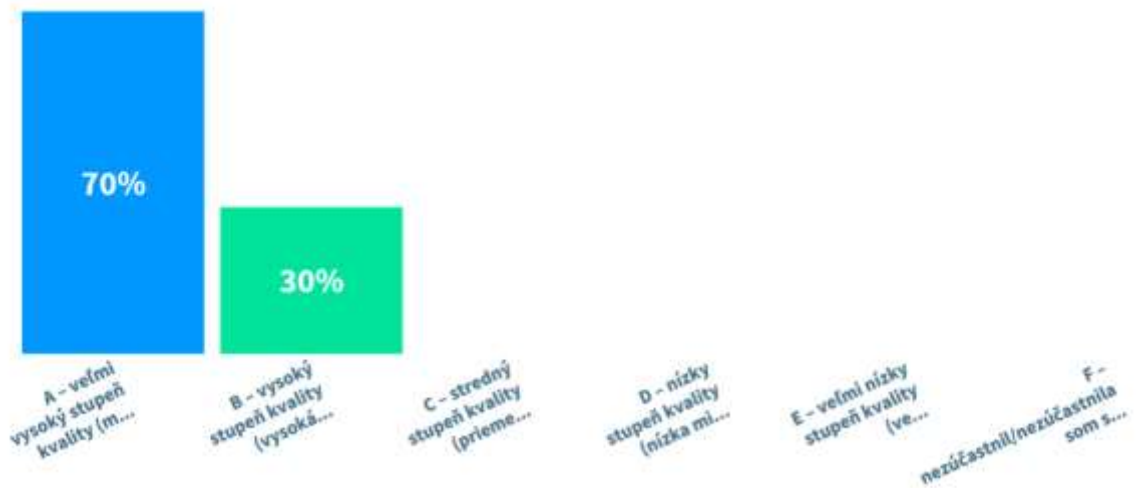 70%
30%
A – veľmi
vysoký stupeň
kvality (m...
B – vysoký
stupeň kvality
(vysoká...
C – stredný
stupeň kvality
(prieme...
D – nízky
stupeň kvality
(nízka mi...
E – veľmi nízky
stupeň kvality
(ve...
F –
nezúčastnil/nezúčastnila
som s...